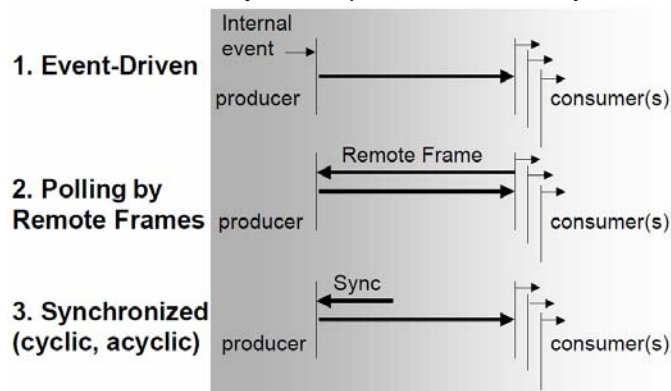 Internal
event
1. Event-Driven
producer
consumer(s)
Remote Frame
2. Polling by
Remote Frames
producer
consumer(s)
Sync
3. Synchronized
(cyclic, acyclic)
producer
consumer(s)